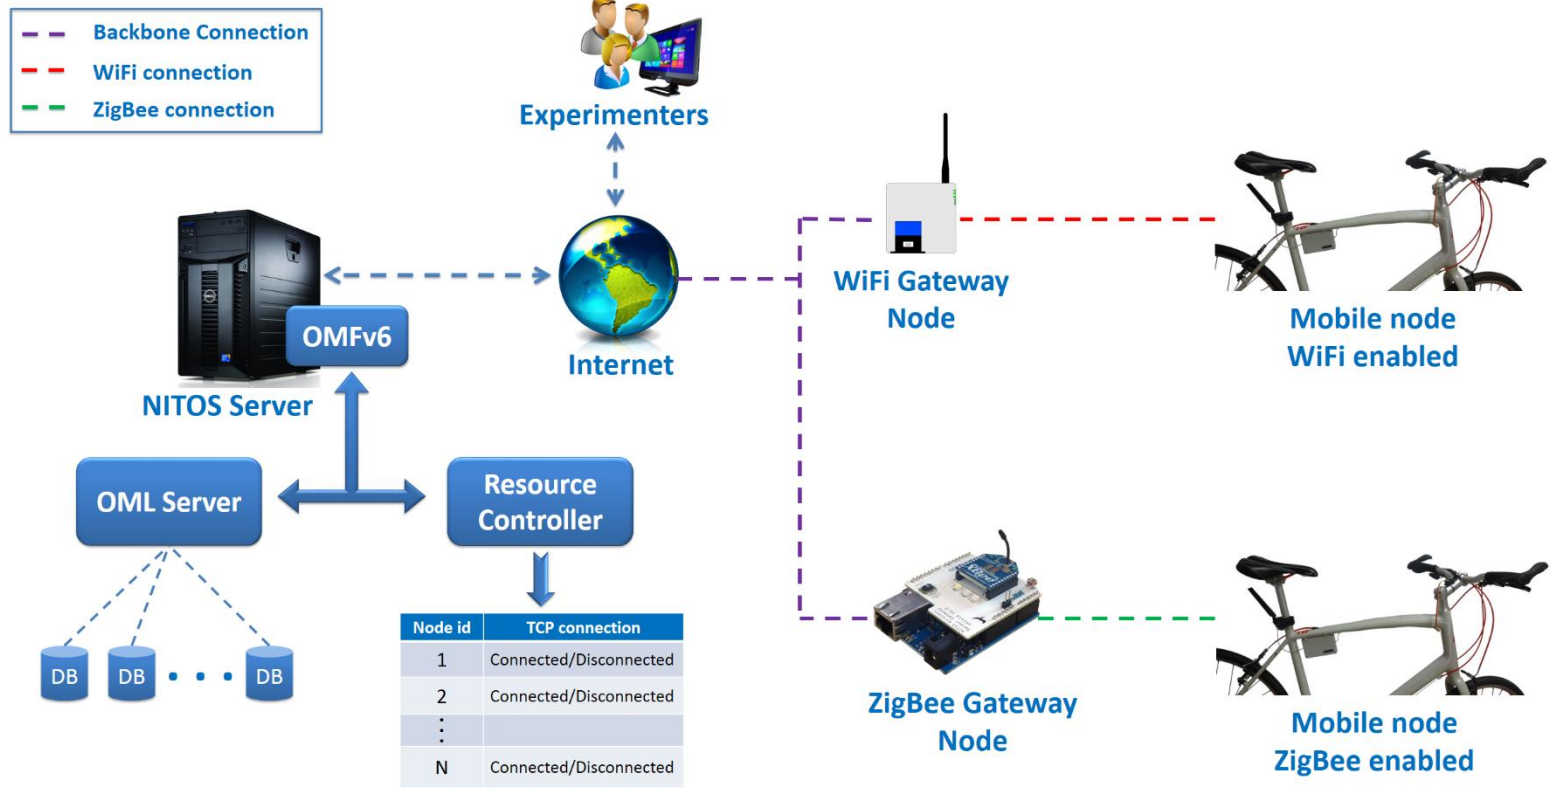 Backbone Connection
WiFi connection
ZigBee connection
Experimenters
OMFv6
NITOS Server
Internet
WiFi Gateway
Node
Mobile node
WiFi enabled
OML Server
Resource
Controller
DB
DB
DB
Node id TCP connection
1 Connected/Disconnected
2 Connected/Disconnected
N Connected/Disconnected
XBee
ZigBee Gateway
Node
Mobile node
ZigBee enabled